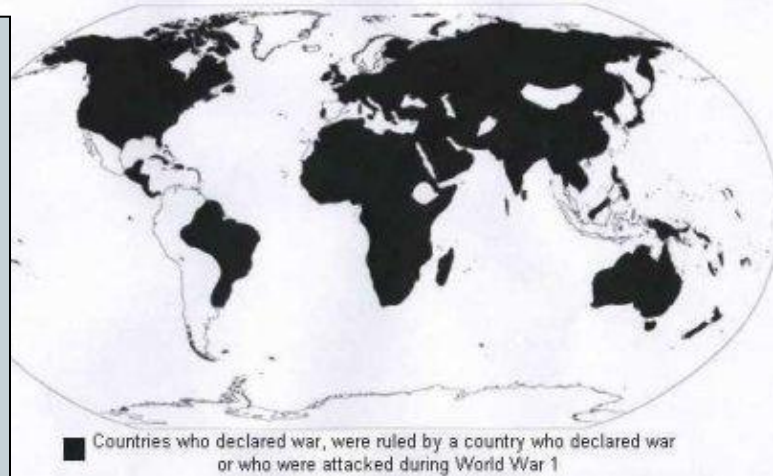 Countries who declared war, were ruled by a country who declared war
or who were attacked during World War 1